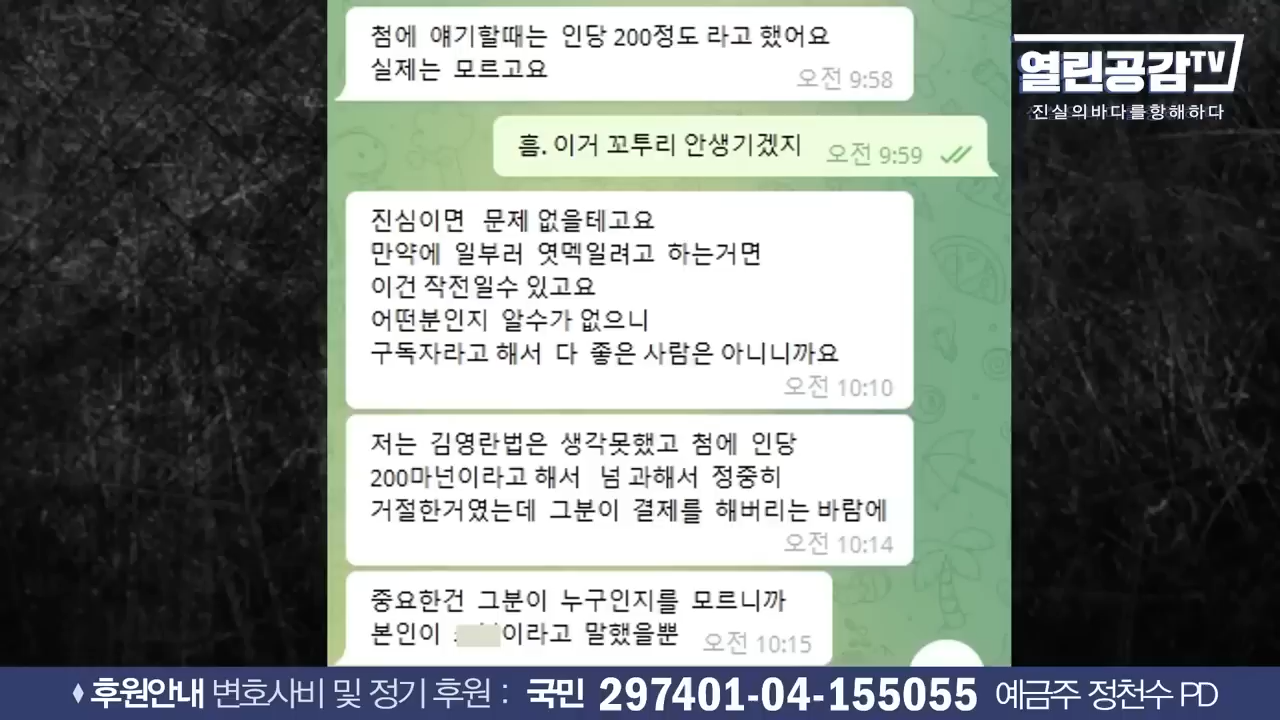 첨에 얘기할때는 인당 200정도 라고 했어요
실제는 모르고요
오전 9:58
흠. 이거 꼬투리 안생기겠지
오전 9:59
진심이면 문제 없을테고요
만약에 일부러 엿멕일려고 하는거면
이건 작전일수 있고요
어떤분인지 알수가 없으니
구독자라고 해서 다 좋은 사람은 아니니까요
오전 10:10
저는 김영란법은 생각못했고 첨에 인당
200마넌이라고 해서 넘 과해서 정중히
거절한거였는데 그분이 결제를 해버리는 바람에
오전 10:14
중요한건 그분이 누구인지를 모르니까
본인이 이라고 말했을뿐
오전 10:15
열린공감TV
진실의바다를항해하다
후원안내 변호사비 및 정기 후원 : 국민 297401-04-155055 예금주 정천수 PD